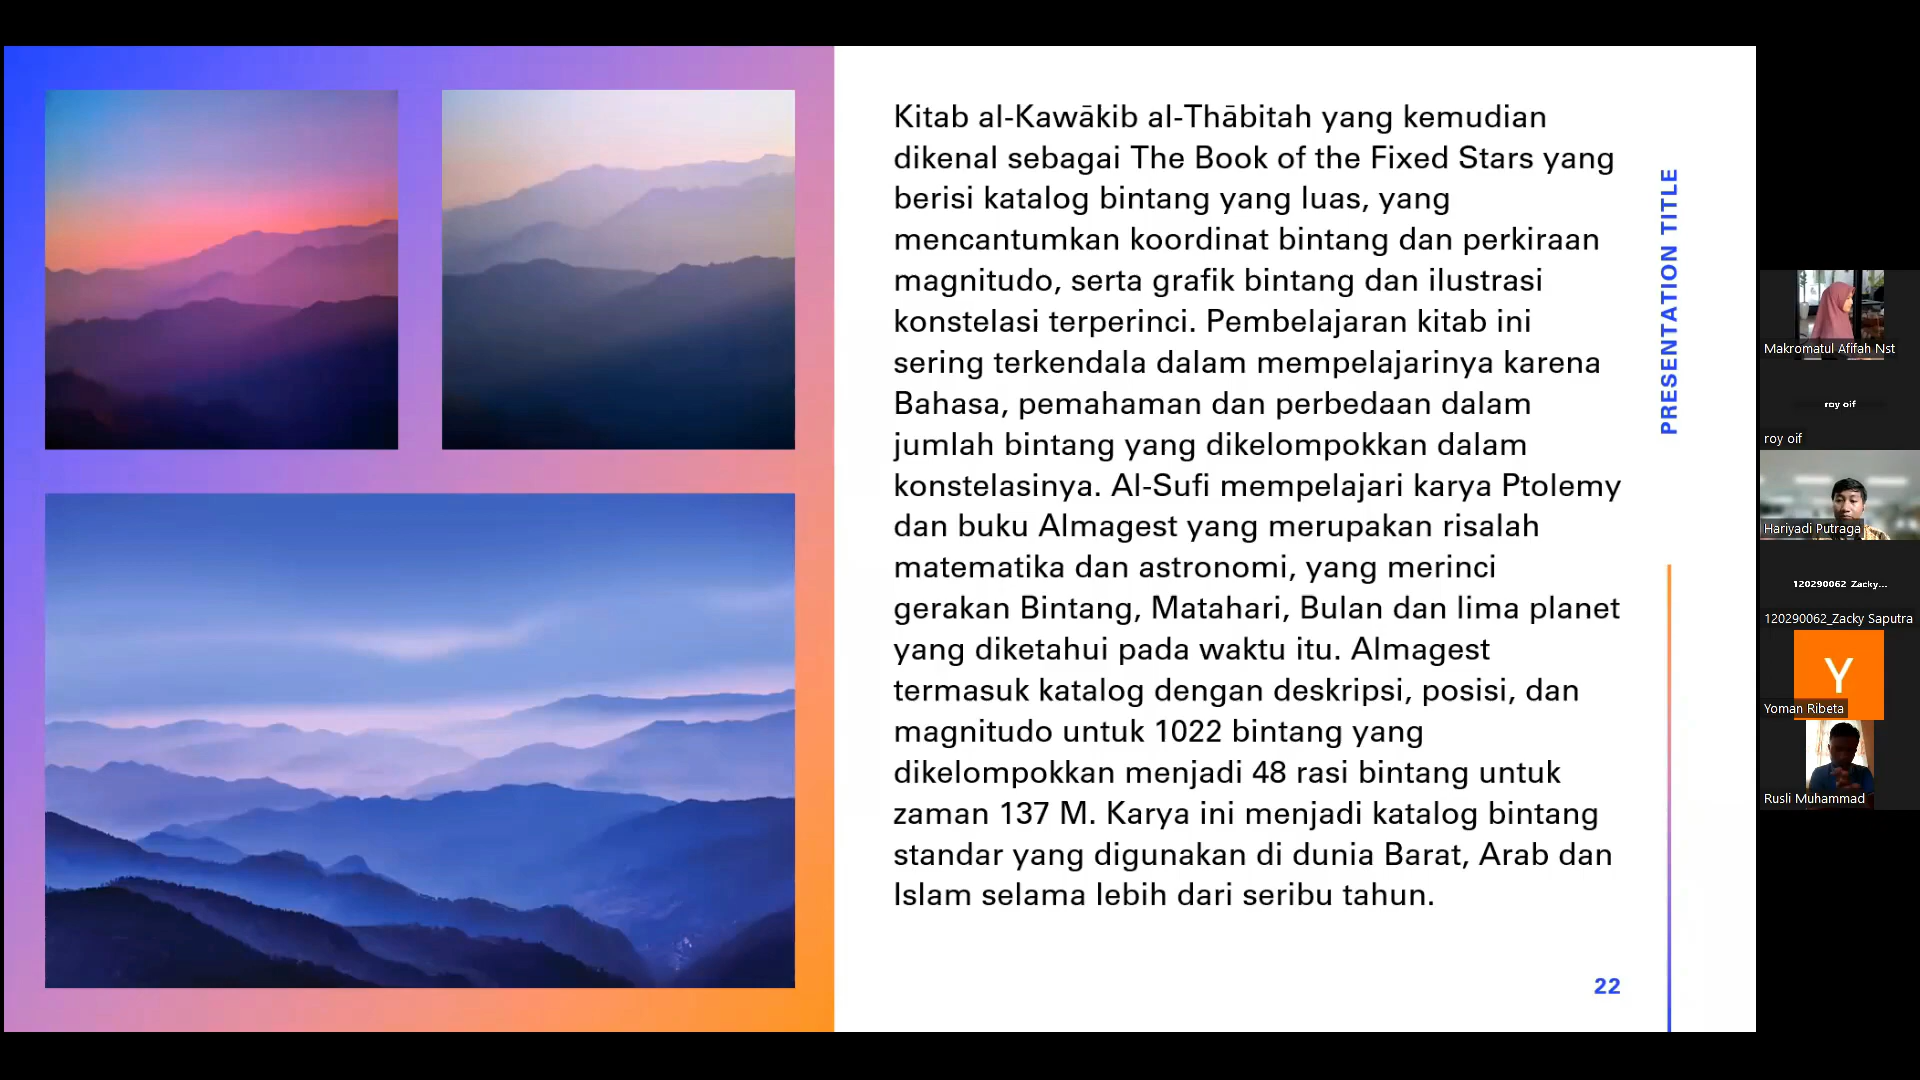 Kitab al-Kawākib al-Thābitah yang kemudian
dikenal sebagai The Book of the Fixed Stars yang
berisi katalog bintang yang luas, yang
mencantumkan koordinat bintang dan perkiraan
magnitudo, serta grafik bintang dan ilustrasi
konstelasi terperinci. Pembelajaran kitab ini
sering terkendala dalam mempelajarinya karena
Bahasa, pemahaman dan perbedaan dalam
jumlah bintang yang dikelompokkan dalam
konstelasinya. Al-Sufi mempelajari karya Ptolemy
dan buku Almagest yang merupakan risalah
matematika dan astronomi, yang merinci
gerakan Bintang, Matahari, Bulan dan lima planet
yang diketahui pada waktu itu. Almagest
termasuk katalog dengan deskripsi, posisi, dan
magnitudo untuk 1022 bintang yang
dikelompokkan menjadi 48 rasi bintang untuk
zaman 137 M. Karya ini menjadi katalog bintang
standar yang digunakan di dunia Barat, Arab dan
Islam selama lebih dari seribu tahun.
22
PRESENTATION TITLE
Makromatul Afifah Nst
roy oif
roy oif
Hariyadi Putraga
120290062_Zacky...
120290062_Zacky Saputra
Y
Yoman Ribeta
Rusli Muhammad